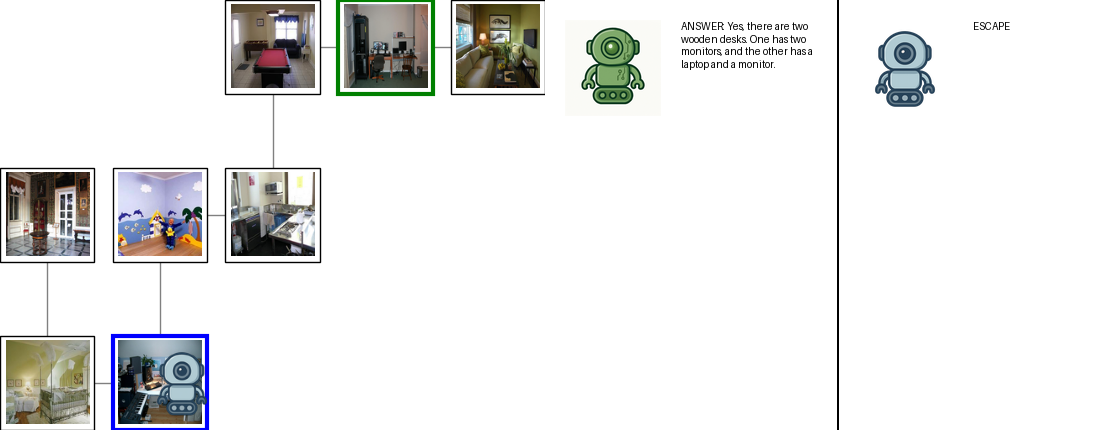 ANSWER: Yes, there are two
wooden desks. One has two
monitors, and the other has a
laptop and a monitor.
ESCAPE